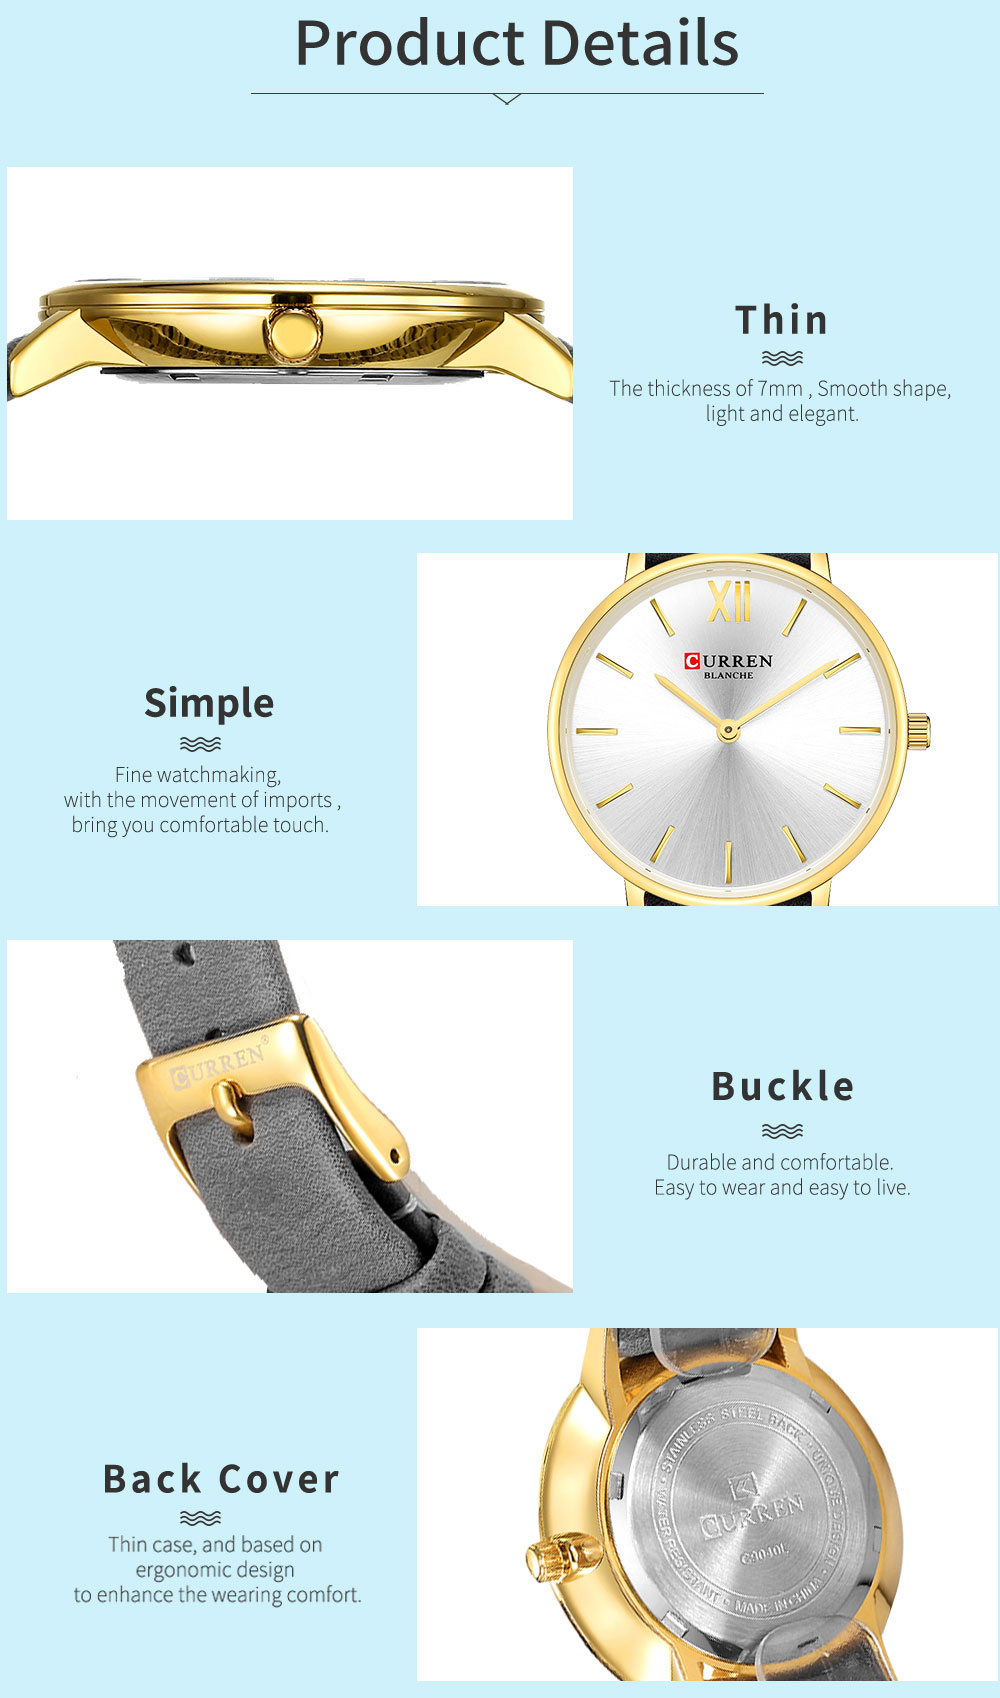 Product Details
Thin
The thickness of 7mm , Smooth shape,
light and elegant.
XII
CURREN
BLANCHE
Simple
Fine watchmaking,
with the movement of imports ,
bring you comfortable touch.
CURREN®
Buckle
Durable and comfortable.
Easy to wear and easy to live.
STAINLESS STEEL BACK • UNIQUE DESIGN •
WATER RESISTANT • MADE IN CHINA •
CURREN
C9040L
Back Cover
Thin case, and based on
ergonomic design
to enhance the wearing comfort.